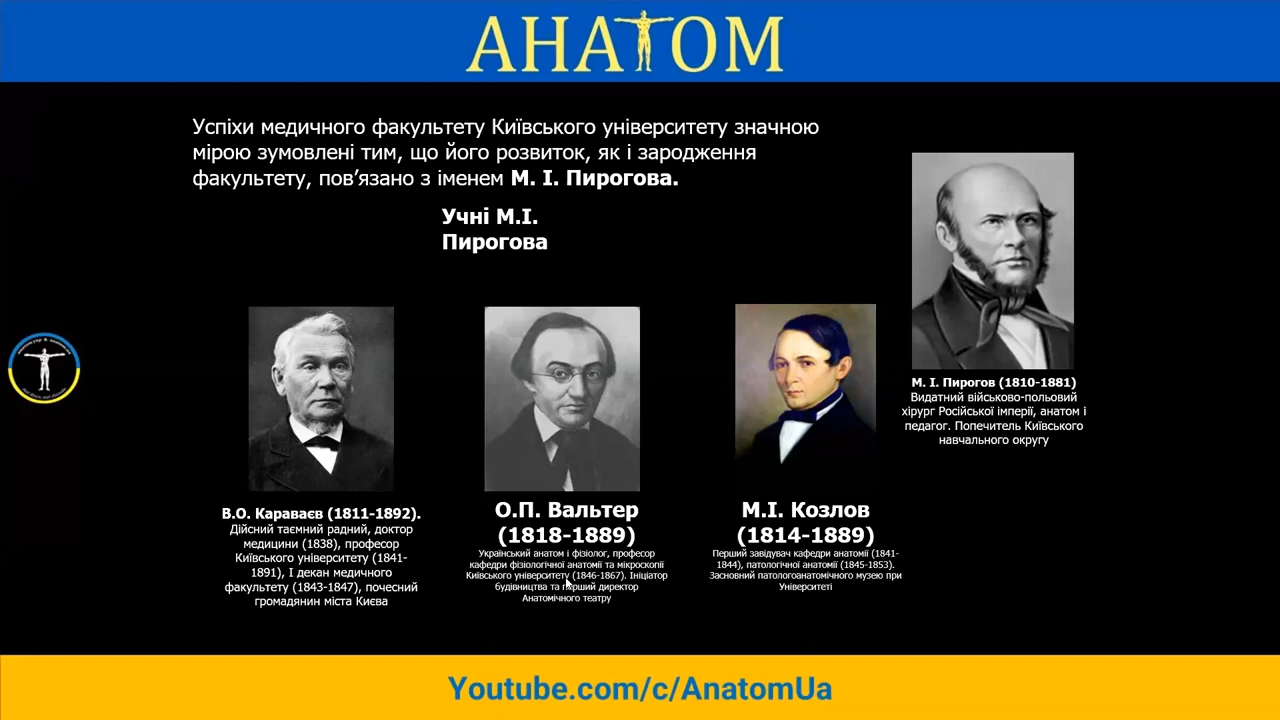 АНАТОМ
Успіхи медичного факультету Київського університету значною
мірою зумовлені тим, що його розвиток, як і зародження
факультету, пов’язано з іменем М. І. Пирогова.
Учні М.І.
Пирогова
М. І. Пирогов (1810-1881)
Видатний військово-польовий
хірург Російської імперії, анатом і
педагог. Попечитель Київського
навчального округу
В.О. Караваєв (1811-1892).
Дійсний таємний радний, доктор
медицини (1838), професор
Київського університету (1841-
1891), І декан медичного
факультету (1843-1847), почесний
громадянин міста Києва
О.П. Вальтер
(1818-1889)
Український анатом і фізіолог, професор
кафедри фізіологічної анатомії та мікроскопії
Київського університету (1846-1867). Ініціатор
будівництва та перший директор
Анатомічного театру
М.І. Козлов
(1814-1889)
Перший завідувач кафедри анатомії (1841-
1844), патологічної анатомії (1845-1853).
Засновний патологоанатомічного музею при
Університеті
Youtube.com/c/AnatomUa